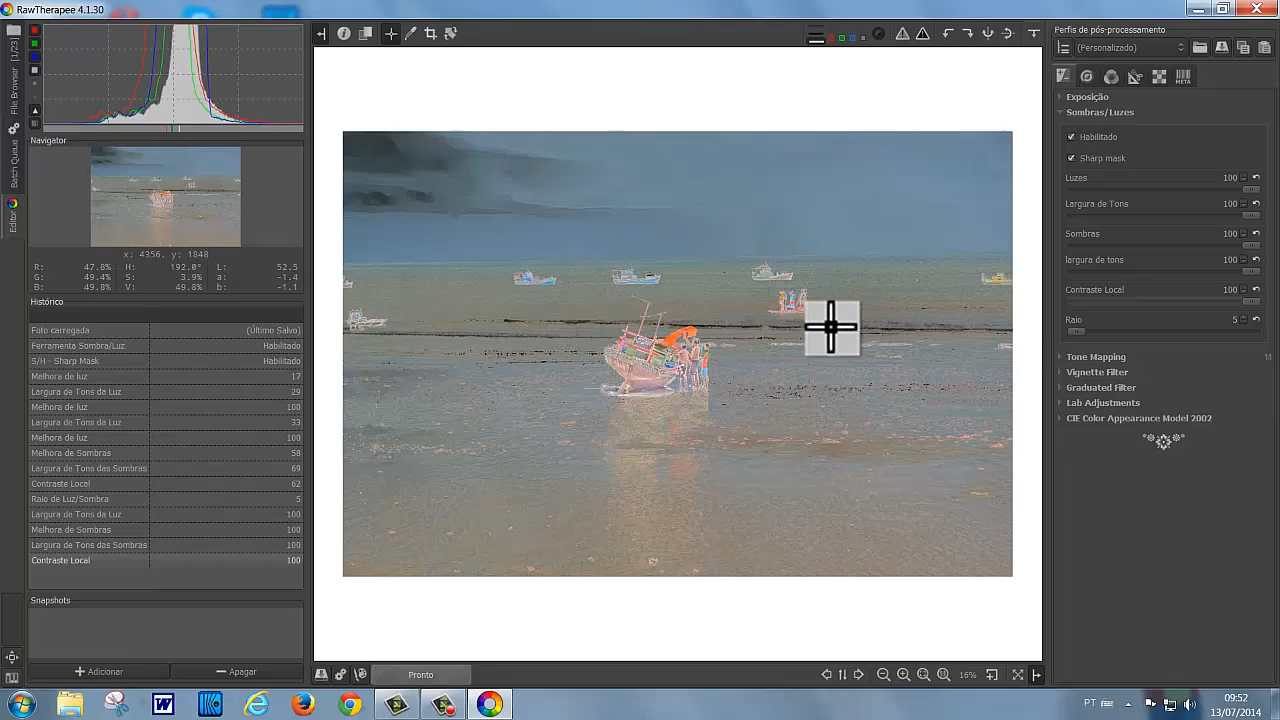 RawTherapee 4.1.30
File Browser [1/23]
Batch Queue
Editor
Navigator
x: 4356, y: 1848
R: 47.8% H: 192.0° L: 52.5
G: 49.4% S: 3.9% a: -1.4
B: 49.8% V: 49.8% b: -1.1
Histórico
Foto carregada (Último Salvo)
Ferramenta Sombra/Luz Habilitado
S/H - Sharp Mask Habilitado
Melhora de luz 17
Largura de Tons da Luz 29
Melhora de luz 100
Largura de Tons da Luz 33
Melhora de luz 100
Melhora de Sombras 58
Largura de Tons das Sombras 69
Contraste Local 62
Raio de Luz/Sombra 5
Largura de Tons da Luz 100
Melhora de Sombras 100
Largura de Tons das Sombras 100
Contraste Local 100
Snapshots
Adicionar
Apagar
Pronto
16%
Perfis de pós-processamento
(Personalizado)
META
Exposição
Sombras/Luzes
Habilitado
Sharp mask
Luzes 100
Largura de Tons 100
Sombras 100
largura de tons 100
Contraste Local 100
Raio 5
Tone Mapping
Vignette Filter
Graduated Filter
Lab Adjustments
CIE Color Appearance Model 2002
PT
09:52
13/07/2014